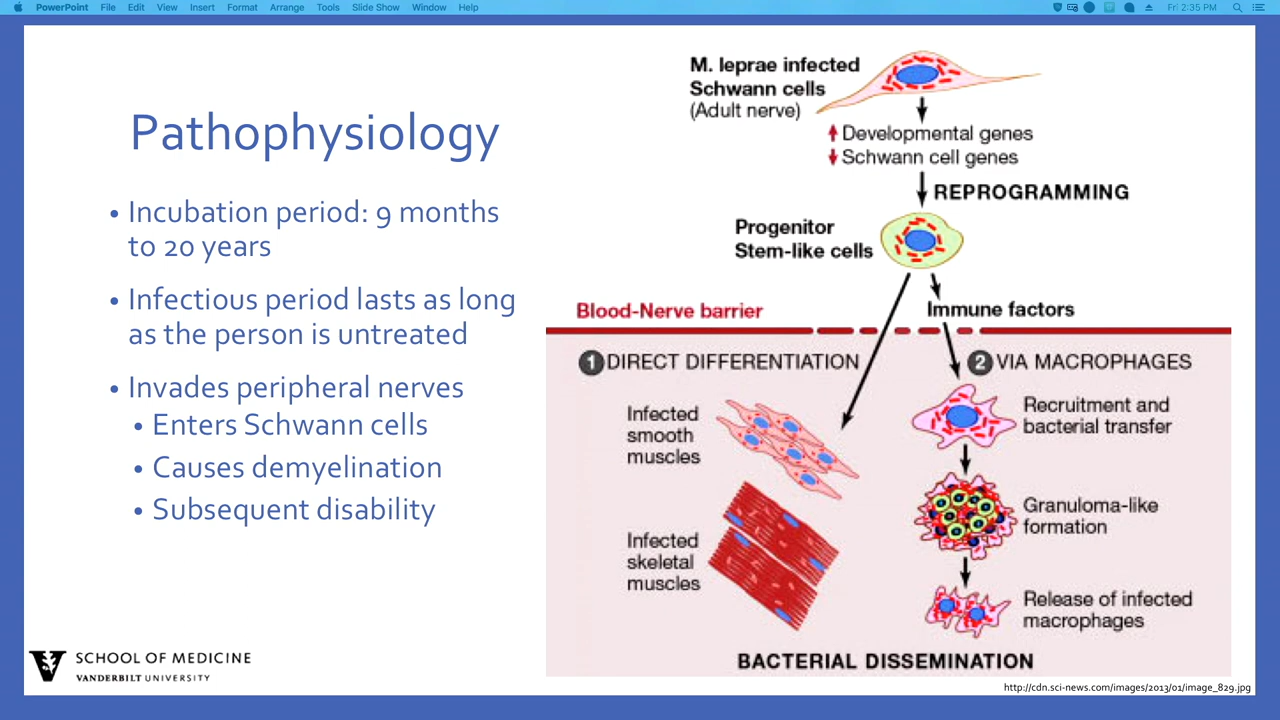 PowerPoint File Edit View Insert Format Arrange Tools Slide Show Window Help Fri 2:35 PM
Pathophysiology
• Incubation period: 9 months
to 20 years
• Infectious period lasts as long
as the person is untreated
• Invades peripheral nerves
• Enters Schwann cells
• Causes demyelination
• Subsequent disability
M. leprae infected
Schwann cells
(Adult nerve)
Developmental genes
Schwann cell genes
REPROGRAMMING
Progenitor
Stem-like cells
Blood-Nerve barrier
Immune factors
1 DIRECT DIFFERENTIATION
Infected
smooth
muscles
Infected
skeletal
muscles
2 VIA MACROPHAGES
Recruitment and
bacterial transfer
Granuloma-like
formation
Release of infected
macrophages
BACTERIAL DISSEMINATION
V SCHOOL OF MEDICINE
VANDERBILT UNIVERSITY
http://cdn.sci-news.com/images/2013/01/image_829.jpg